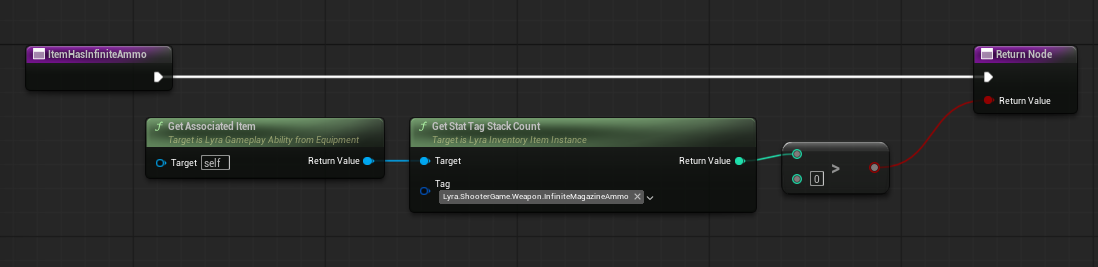 ItemHasInfiniteAmmo
Return Node
Return Value
Get Associated Item
Target is Lyra Gameplay Ability from Equipment
Target self
Return Value
Get Stat Tag Stack Count
Target is Lyra Inventory Item Instance
Target
Return Value
Tag
Lyra.ShooterGame.Weapon.InfiniteMagazineAmmo
>
0